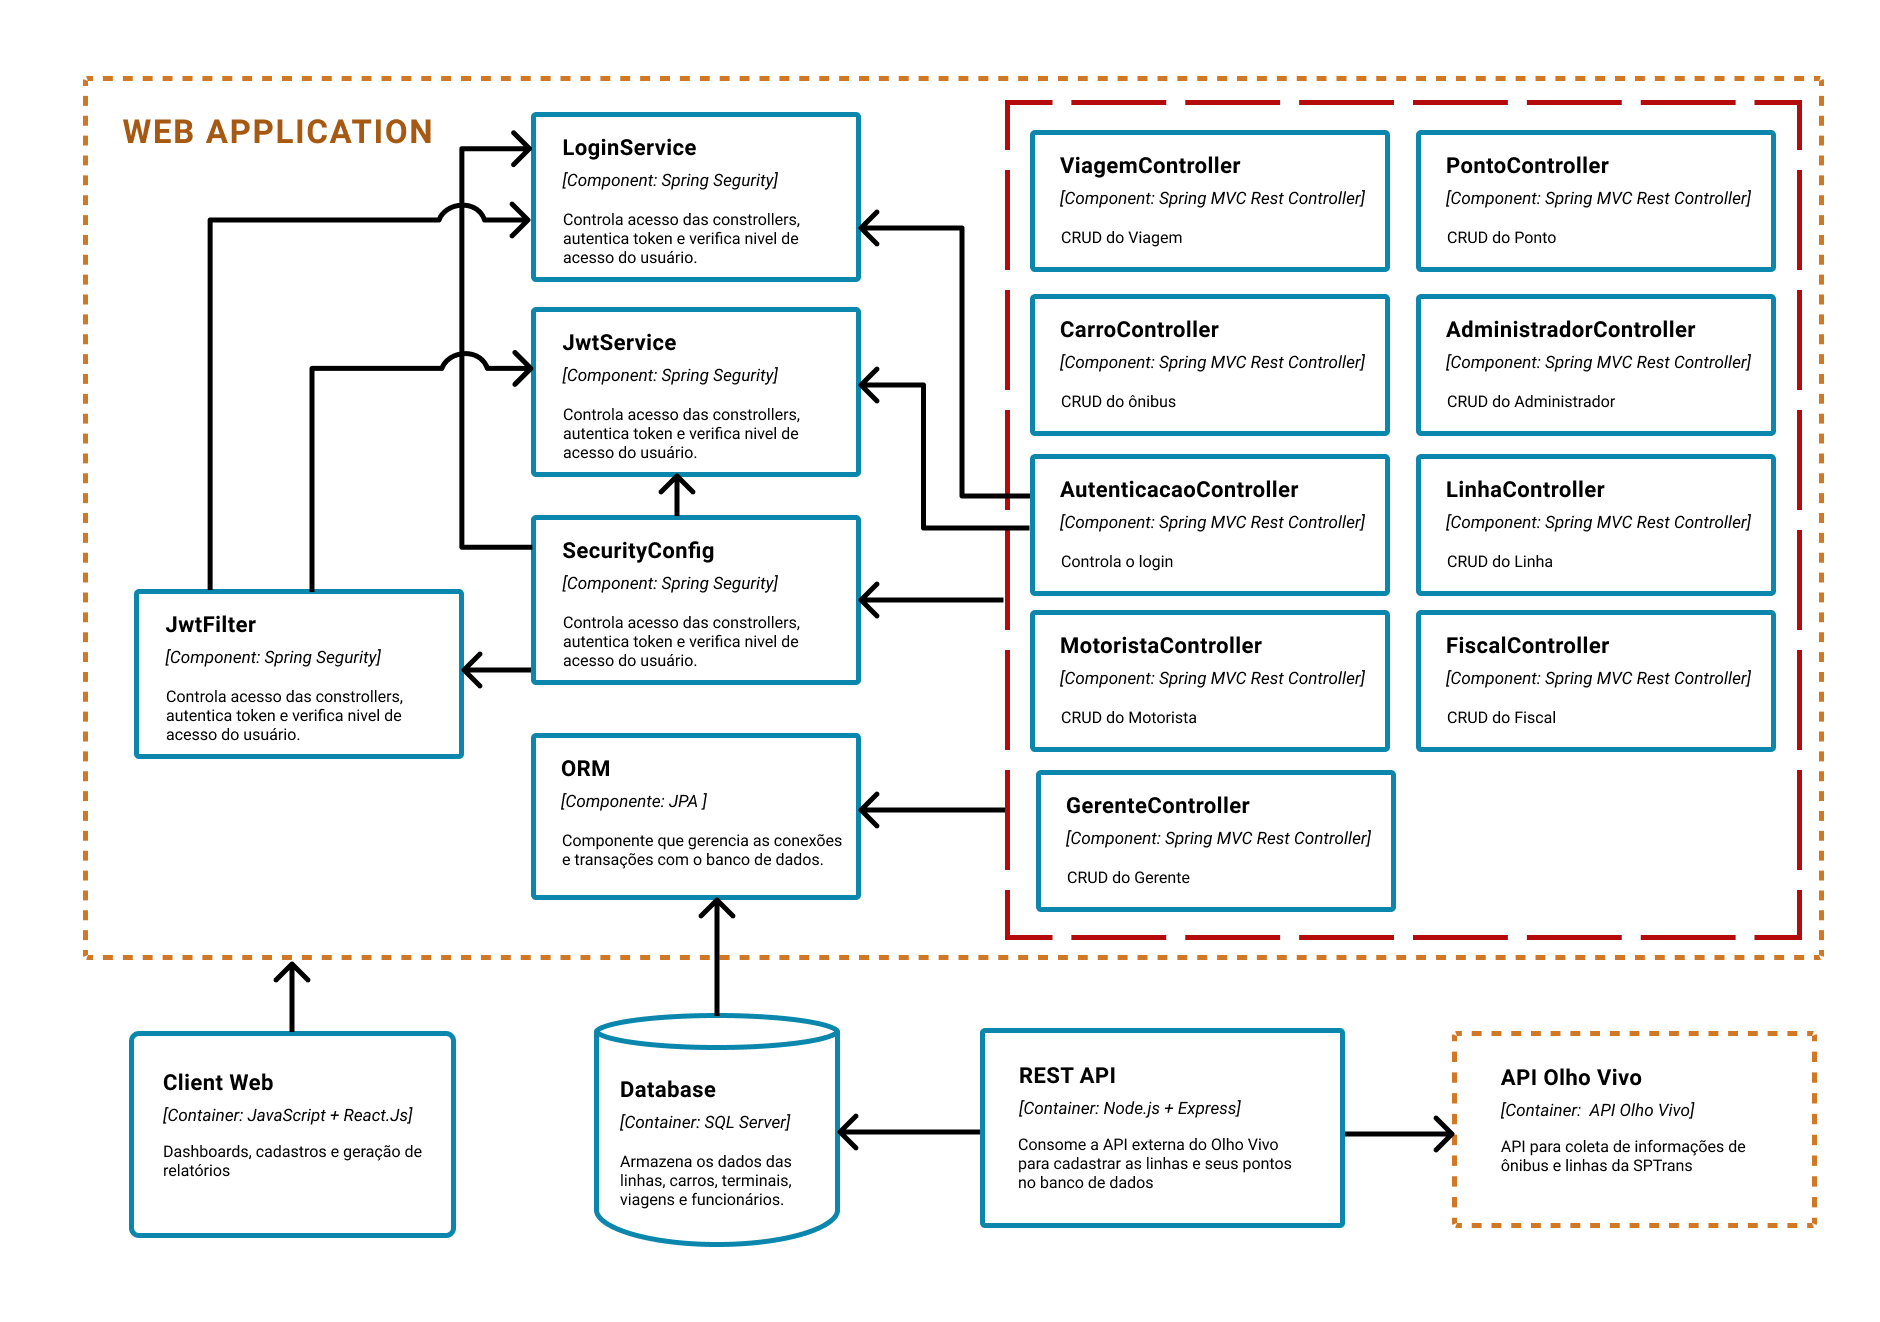 WEB APPLICATION
LoginService
[Component: Spring Segurity]
Controla acesso das constrollers,
autentica token e verifica nivel de
acesso do usuário.
JwtService
[Component: Spring Segurity]
Controla acesso das constrollers,
autentica token e verifica nivel de
acesso do usuário.
SecurityConfig
[Component: Spring Segurity]
Controla acesso das constrollers,
autentica token e verifica nivel de
acesso do usuário.
JwtFilter
[Component: Spring Segurity]
Controla acesso das constrollers,
autentica token e verifica nivel de
acesso do usuário.
ORM
[Componente: JPA ]
Componente que gerencia as conexões
e transações com o banco de dados.
ViagemController
[Component: Spring MVC Rest Controller]
CRUD do Viagem
PontoController
[Component: Spring MVC Rest Controller]
CRUD do Ponto
CarroController
[Component: Spring MVC Rest Controller]
CRUD do ônibus
AdministradorController
[Component: Spring MVC Rest Controller]
CRUD do Administrador
AutenticacaoController
[Component: Spring MVC Rest Controller]
Controla o login
LinhaController
[Component: Spring MVC Rest Controller]
CRUD do Linha
MotoristaController
[Component: Spring MVC Rest Controller]
CRUD do Motorista
FiscalController
[Component: Spring MVC Rest Controller]
CRUD do Fiscal
GerenteController
[Component: Spring MVC Rest Controller]
CRUD do Gerente
Client Web
[Container: JavaScript + React.Js]
Dashboards, cadastros e geração de
relatórios
Database
[Container: SQL Server]
Armazena os dados das
linhas, carros, terminais,
viagens e funcionários.
REST API
[Container: Node.js + Express]
Consome a API externa do Olho Vivo
para cadastrar as linhas e seus pontos
no banco de dados
API Olho Vivo
[Container:  API Olho Vivo]
API para coleta de informações de
ônibus e linhas da SPTrans